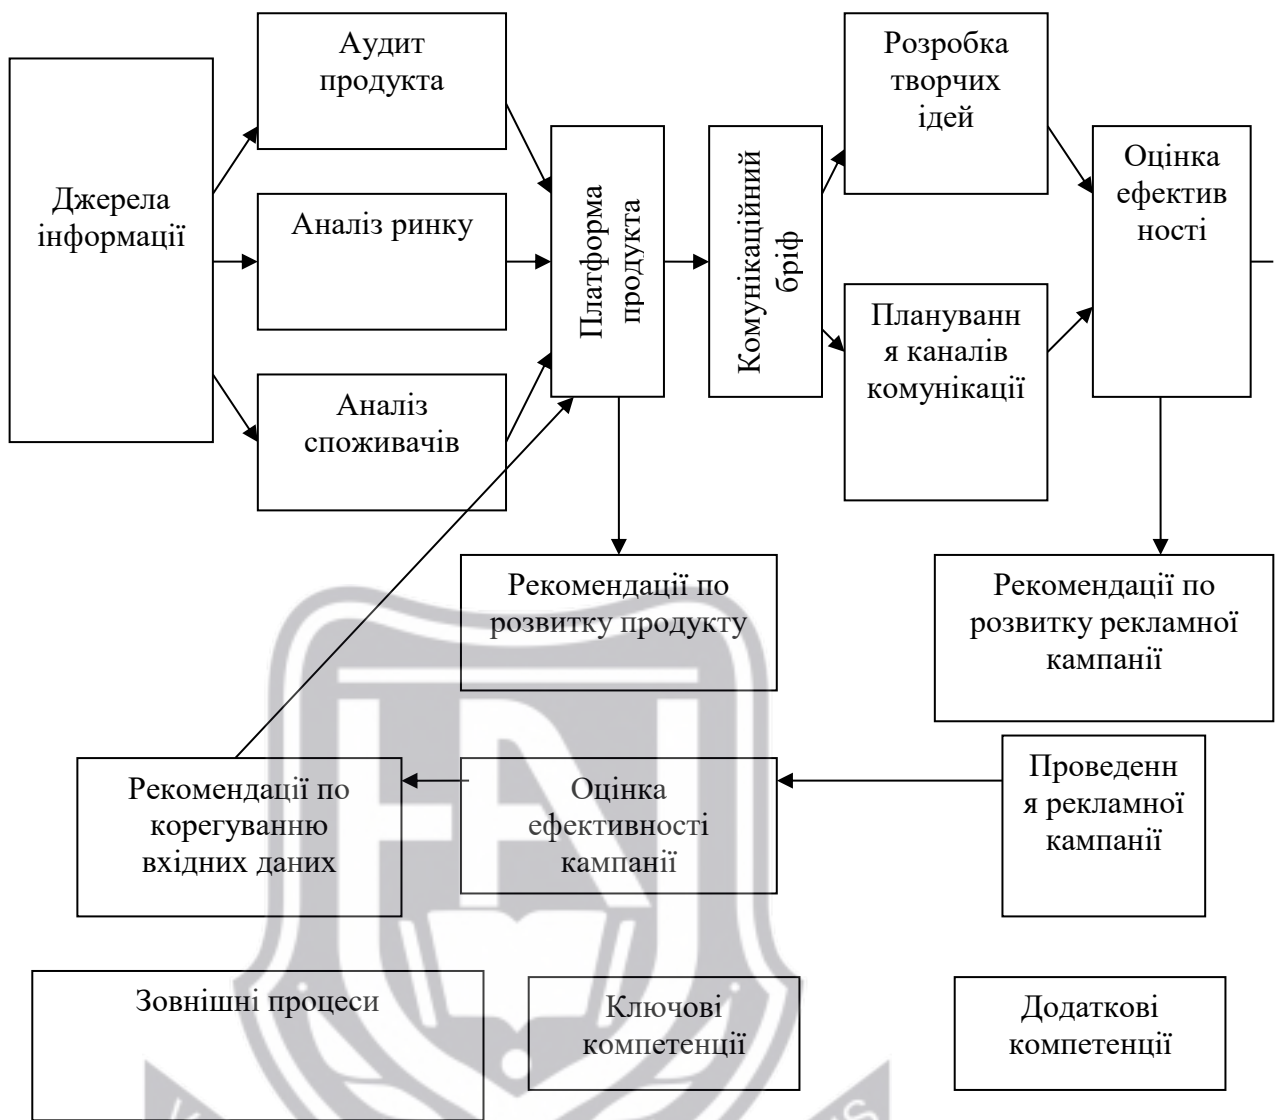 Аудит
продукта
Розробка
творчих
ідей
Джерела
інформації
Аналіз ринку
Платформа
продукта
Комунікаційний
бріф
Оцінка
ефектив
ності
Плануванн
я каналів
комунікації
Аналіз
споживачів
Рекомендації по
розвитку продукту
Рекомендації по
розвитку рекламної
кампанії
Рекомендації по
корегуванню
вхідних даних
Оцінка
ефективності
кампанії
Проведенн
я рекламної
кампанії
Зовнішні процеси
Ключові
компетенції
Додаткові
компетенції